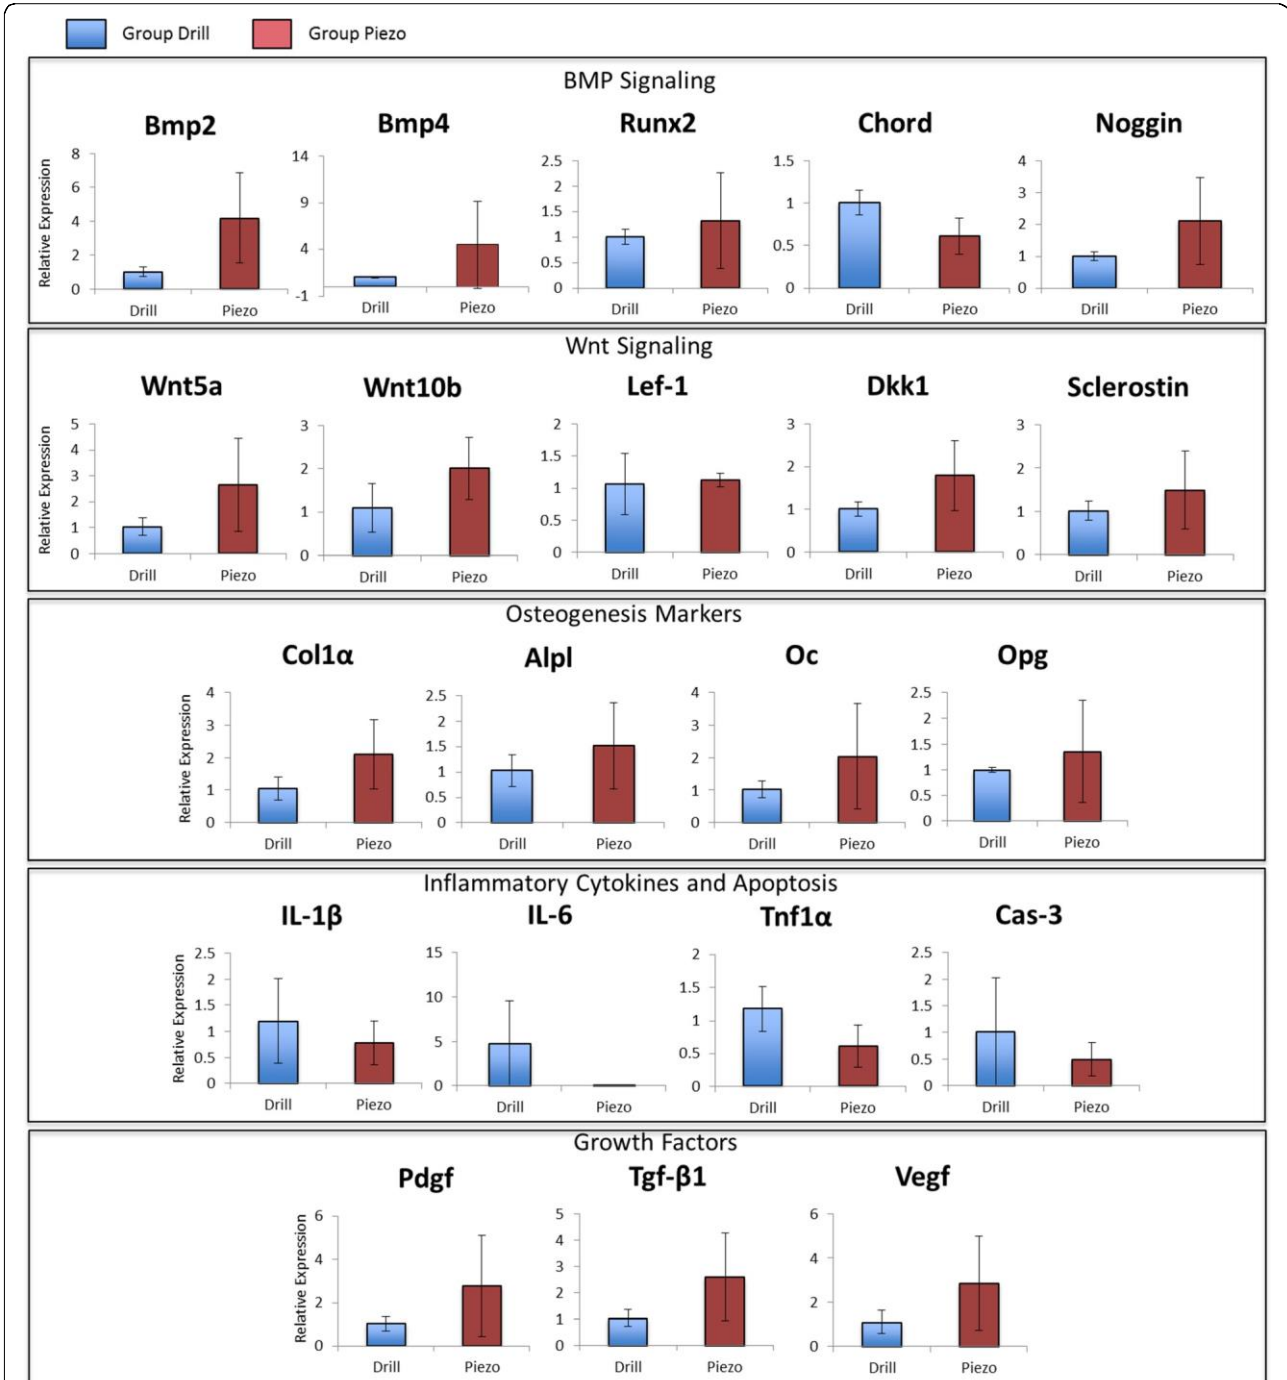 Group Drill Group Piezo
BMP Signaling
Bmp2 Bmp4 Runx2 Chord Noggin
Relative Expression
8 6 4 2 0
14 9 4 -1
2.5 2 1.5 1 0.5 0
1.5 1 0.5 0
4 3 2 1 0
Drill Piezo Drill Piezo Drill Piezo Drill Piezo Drill Piezo
Wnt Signaling
Wnt5a Wnt10b Lef-1 Dkk1 Sclerostin
Relative Expression
5 4 3 2 1 0
3 2 1 0
2 1.5 1 0.5 0
3 2 1 0
3 2 1 0
Drill Piezo Drill Piezo Drill Piezo Drill Piezo Drill Piezo
Osteogenesis Markers
Col1α Alpl Oc Opg
Relative Expression
4 3 2 1 0
2.5 2 1.5 1 0.5 0
4 3 2 1 0
2.5 2 1.5 1 0.5 0
Drill Piezo Drill Piezo Drill Piezo Drill Piezo
Inflammatory Cytokines and Apoptosis
IL-1β IL-6 Tnf1α Cas-3
Relative Expression
2.5 2 1.5 1 0.5 0
15 10 5 0
2 1.5 1 0.5 0
2.5 2 1.5 1 0.5 0
Drill Piezo Drill Piezo Drill Piezo Drill Piezo
Growth Factors
Pdgf Tgf-β1 Vegf
Relative Expression
6 4 2 0
5 4 3 2 1 0
6 4 2 0
Drill Piezo Drill Piezo Drill Piezo